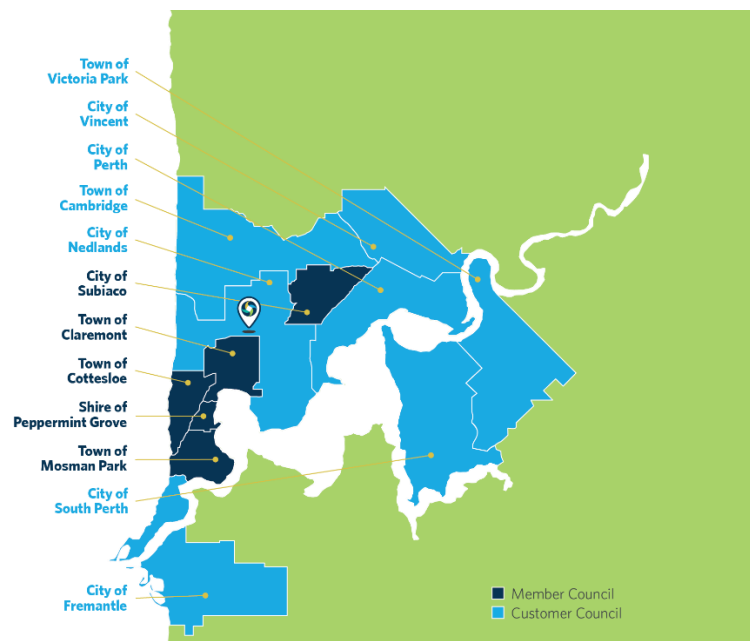 Town of
Victoria Park
City of
Vincent
City of
Perth
Town of
Cambridge
City of
Nedlands
City of
Subiaco
Town of
Claremont
Town of
Cottesloe
Shire of
Peppermint Grove
Town of
Mosman Park
City of
South Perth
City of
Fremantle
Member Council
Customer Council